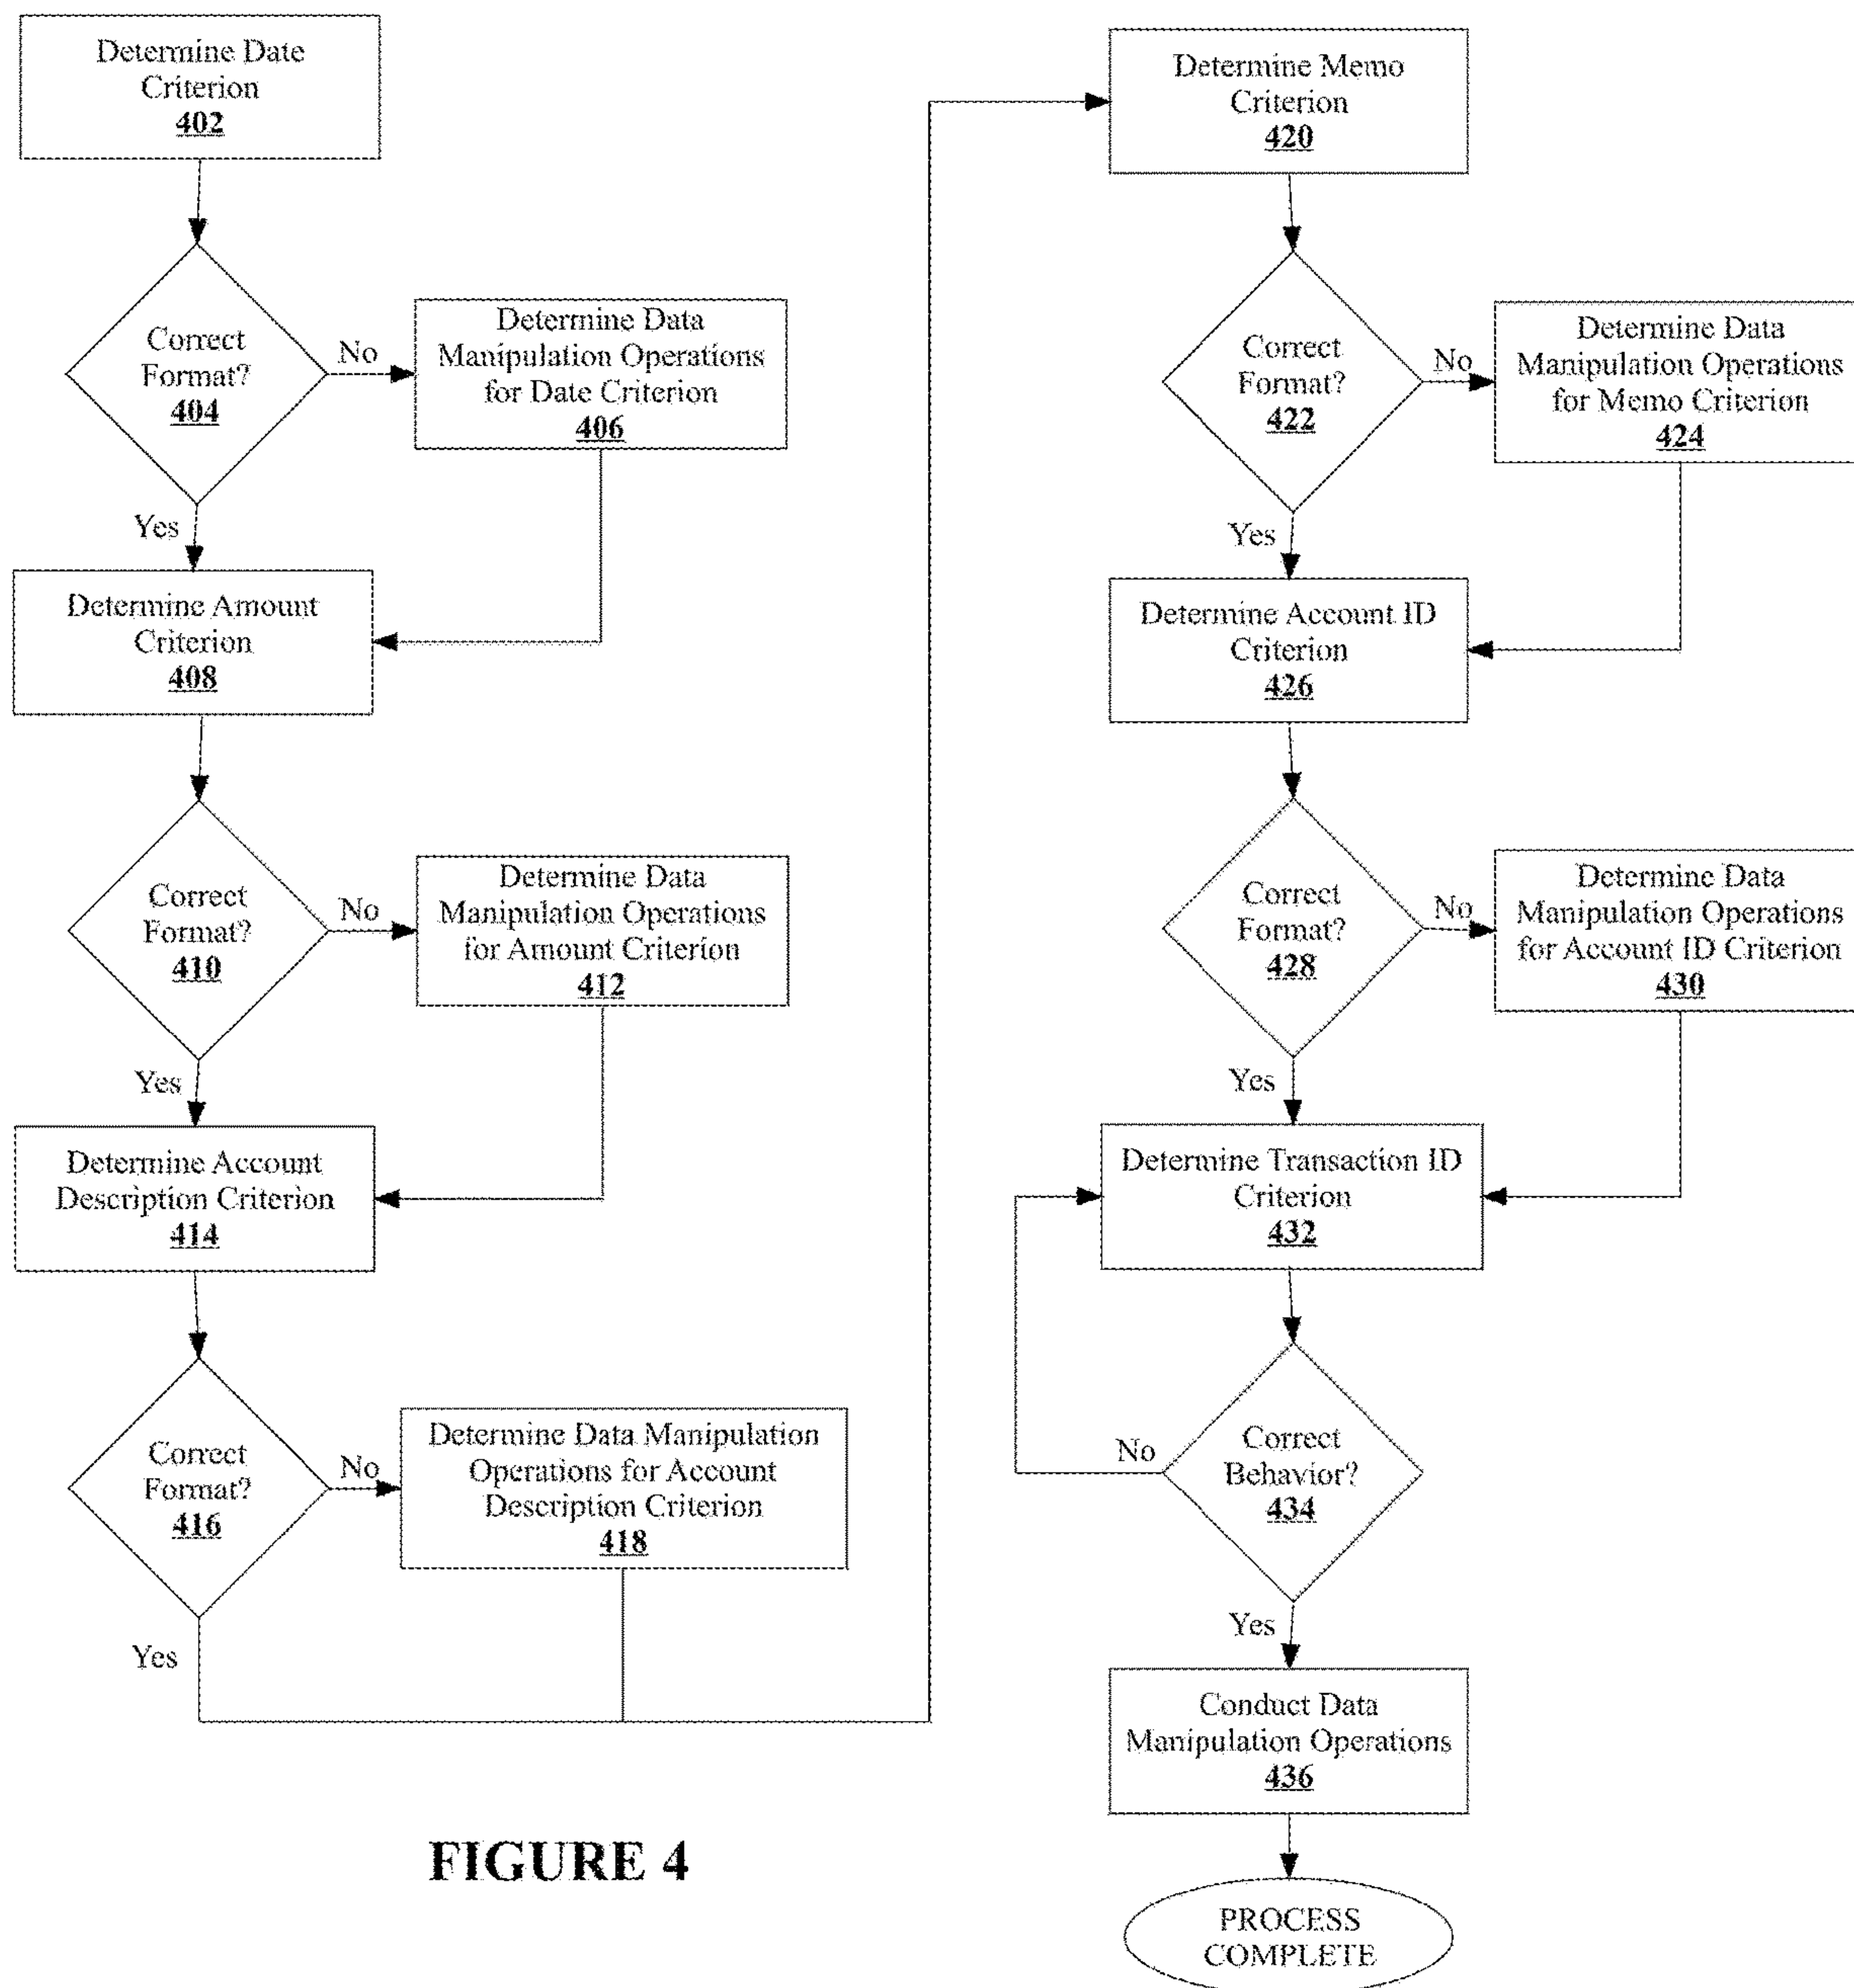 Determine Date
Criterion
402
Correct
Format?
404
No
Determine Data
Manipulation Operations
for Date Criterion
406
Yes
Determine Amount
Criterion
408
Correct
Format?
410
No
Determine Data
Manipulation Operations
for Amount Criterion
412
Yes
Determine Account
Description Criterion
414
Correct
Format?
416
No
Determine Data Manipulation
Operations for Account
Description Criterion
418
Yes
Determine Memo
Criterion
420
Correct
Format?
422
No
Determine Data
Manipulation Operations
for Memo Criterion
424
Yes
Determine Account ID
Criterion
426
Correct
Format?
428
No
Determine Data
Manipulation Operations
for Account ID Criterion
430
Yes
Determine Transaction ID
Criterion
432
Correct
Behavior?
434
No
Yes
Conduct Data
Manipulation Operations
436
PROCESS
COMPLETE
FIGURE 4